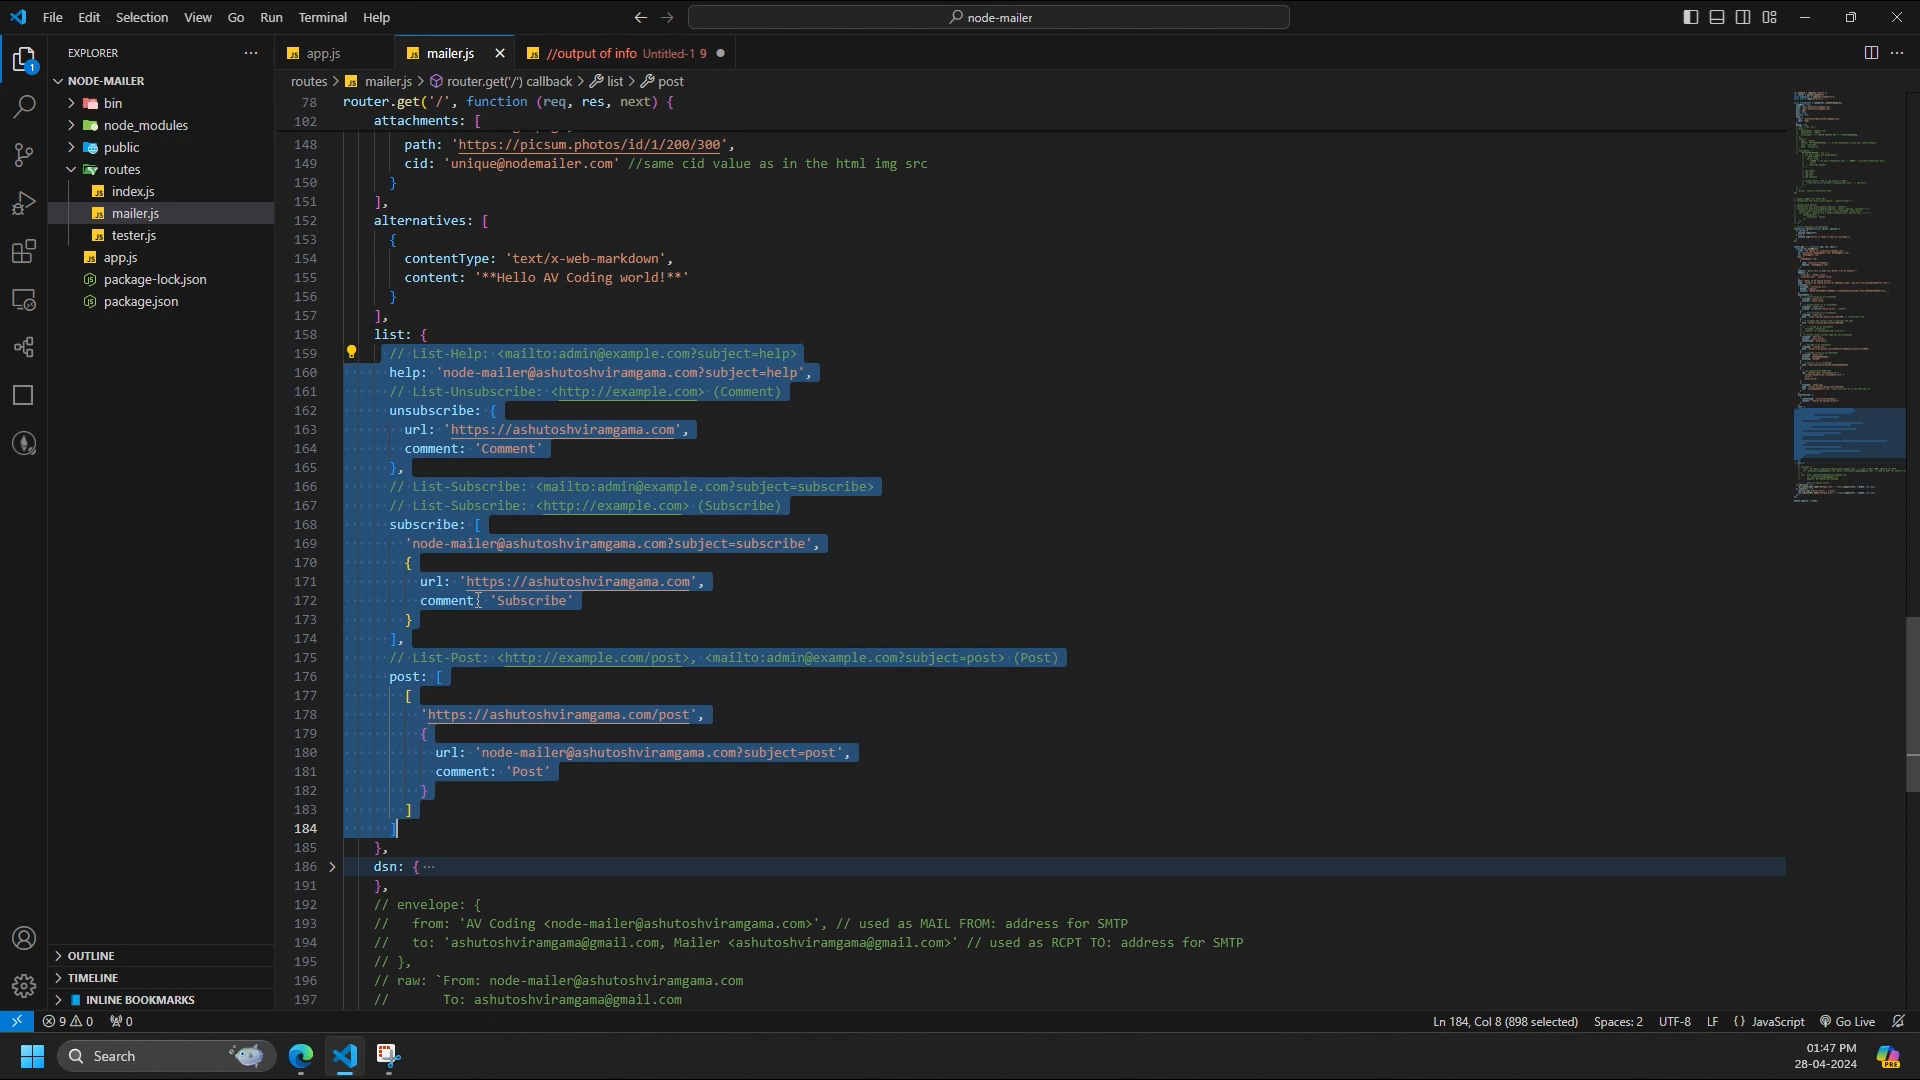 File Edit Selection View Go Run Terminal Help
node-mailer
EXPLORER
app.js
mailer.js
//output of info Untitled-1 9
NODE-MAILER
bin
node_modules
public
routes
index.js
mailer.js
tester.js
app.js
package-lock.json
package.json
OUTLINE
TIMELINE
INLINE BOOKMARKS
routes > mailer.js > router.get('/') callback > list > post
78 router.get('/', function (req, res, next) {
102 attachments: [
148 path: 'https://picsum.photos/id/1/200/300',
149 cid: 'unique@nodemailer.com' //same cid value as in the html img src
150 }
151 ],
152 alternatives: [
153 {
154 contentType: 'text/x-web-markdown',
155 content: '**Hello AV Coding world!**'
156 }
157 ],
158 list: {
159 // List-Help: <mailto:admin@example.com?subject=help>
160 help: 'node-mailer@ashutoshviramgama.com?subject=help',
161 // List-Unsubscribe: <http://example.com> (Comment)
162 unsubscribe: {
163 url: 'https://ashutoshviramgama.com',
164 comment: 'Comment'
165 },
166 // List-Subscribe: <mailto:admin@example.com?subject=subscribe>
167 // List-Subscribe: <http://example.com> (Subscribe)
168 subscribe: [
169 'node-mailer@ashutoshviramgama.com?subject=subscribe',
170 {
171 url: 'https://ashutoshviramgama.com',
172 comment: 'Subscribe'
173 }
174 ],
175 // List-Post: <http://example.com/post>, <mailto:admin@example.com?subject=post> (Post)
176 post: [
177 [
178 'https://ashutoshviramgama.com/post',
179 {
180 url: 'node-mailer@ashutoshviramgama.com?subject=post',
181 comment: 'Post'
182 }
183 ]
184 ]
185 },
186 dsn: {···
191 },
192 // envelope: {
193 // from: 'AV Coding <node-mailer@ashutoshviramgama.com>', // used as MAIL FROM: address for SMTP
194 // to: 'ashutoshviramgama@gmail.com, Mailer <ashutoshviramgama@gmail.com>' // used as RCPT TO: address for SMTP
195 // },
196 // raw: `From: node-mailer@ashutoshviramgama.com
197 // To: ashutoshviramgama@gmail.com
9 0 0
Ln 184, Col 8 (898 selected) Spaces: 2 UTF-8 LF {} JavaScript Go Live
Search
01:47 PM
28-04-2024